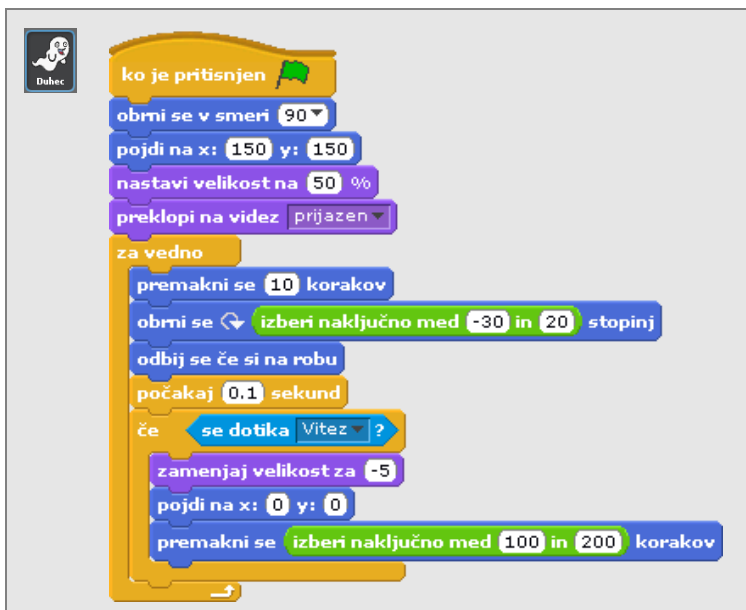 Duhec
ko je pritisnjen
obrni se v smeri 90
pojdi na x: 150 y: 150
nastavi velikost na 50 %
preklopi na videz prijazen
za vedno
premakni se 10 korakov
obrni se izberi naključno med -30 in 20 stopinj
odbij se če si na robu
počakaj 0.1 sekund
če se dotika Vitez ?
zamenjaj velikost za -5
pojdi na x: 0 y: 0
premakni se izberi naključno med 100 in 200 korakov